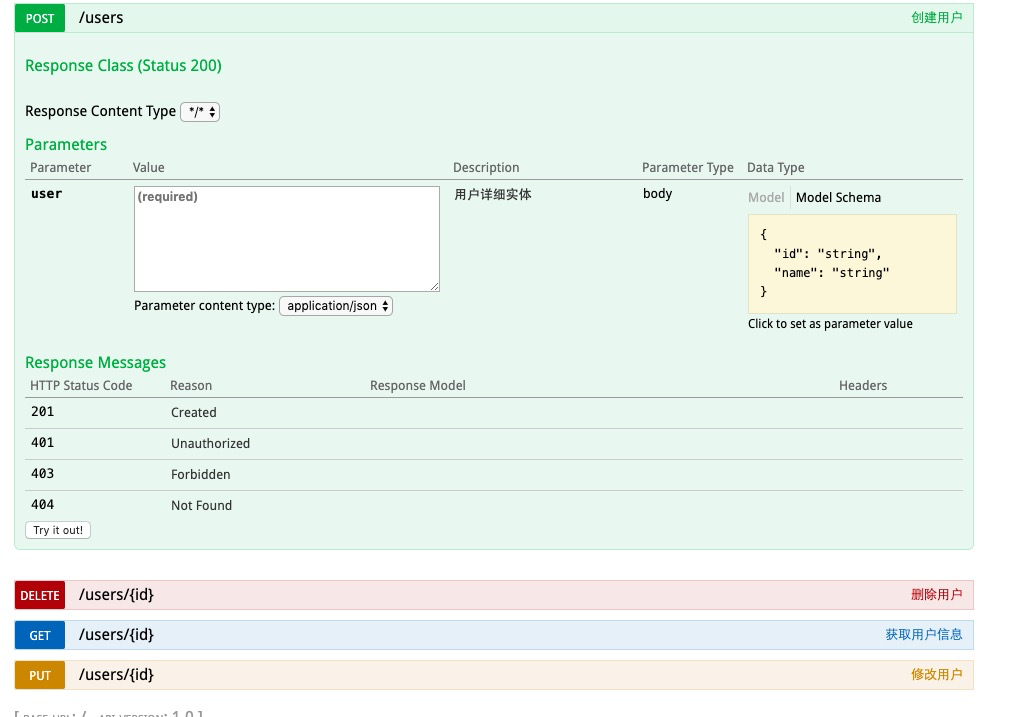 POST /users 创建用户
Response Class (Status 200)
Response Content Type */*
Parameters
Parameter Value Description Parameter Type Data Type
user (required) 用户详细实体 body Model Model Schema
{
"id": "string",
"name": "string"
}
Parameter content type: application/json
Click to set as parameter value
Response Messages
HTTP Status Code Reason Response Model Headers
201 Created
401 Unauthorized
403 Forbidden
404 Not Found
Try it out!
DELETE /users/{id} 删除用户
GET /users/{id} 获取用户信息
PUT /users/{id} 修改用户
[ BASE URL: / , API VERSION: 1.0 ]